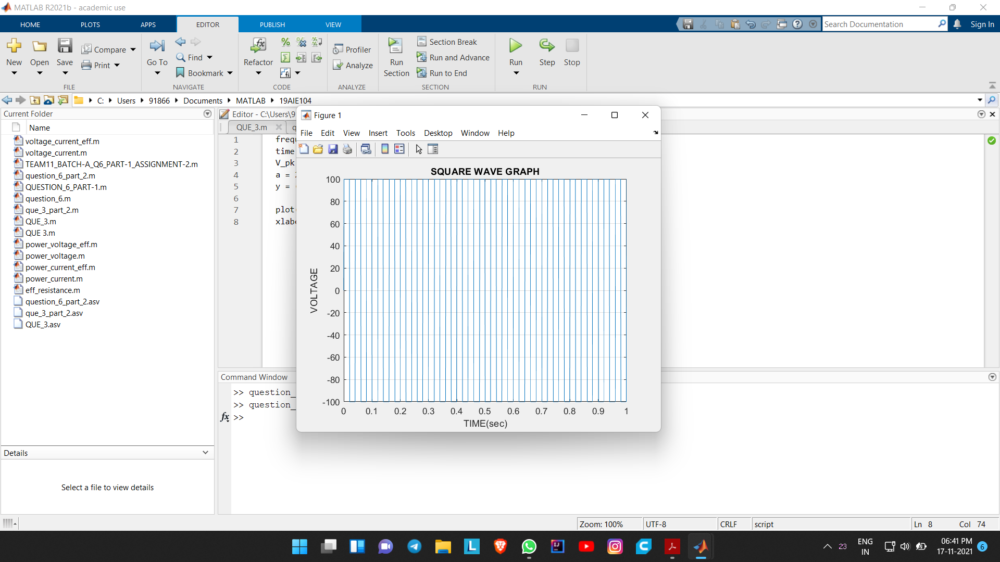 MATLAB R2021b - academic use
HOME PLOTS APPS EDITOR PUBLISH VIEW
Search Documentation Sign In
New Open Save Compare Print
FILE
Go To Find Bookmark
NAVIGATE
Refactor
CODE
Profiler
Analyze
ANALYZE
Run Section
Section Break
Run and Advance
Run to End
SECTION
Run Step Stop
RUN
C: Users 91866 Documents MATLAB 19AIE104
Current Folder
Name
voltage_current_eff.m
voltage_current.m
TEAM11_BATCH-A_Q6_PART-1_ASSIGNMENT-2.m
question_6_part_2.m
QUESTION_6_PART-1.m
question_6.m
que_3_part_2.m
QUE_3.m
QUE 3.m
power_voltage_eff.m
power_voltage.m
power_current_eff.m
power_current.m
eff_resistance.m
question_6_part_2.asv
que_3_part_2.asv
QUE_3.asv
Details
Select a file to view details
Editor - C:\Users\9
QUE_3.m
1 frequ
2 time
3 V_pk
4 a =
5 y =
6
7 plot
8 xlabe
Figure 1
File Edit View Insert Tools Desktop Window Help
SQUARE WAVE GRAPH
VOLTAGE
100
80
60
40
20
0
-20
-40
-60
-80
-100
0 0.1 0.2 0.3 0.4 0.5 0.6 0.7 0.8 0.9 1
TIME(sec)
Command Window
>> question_
>> question_
fx >>
Zoom: 100% UTF-8 CRLF script Ln 8 Col 74
23 ENG IN 06:41 PM 17-11-2021 6